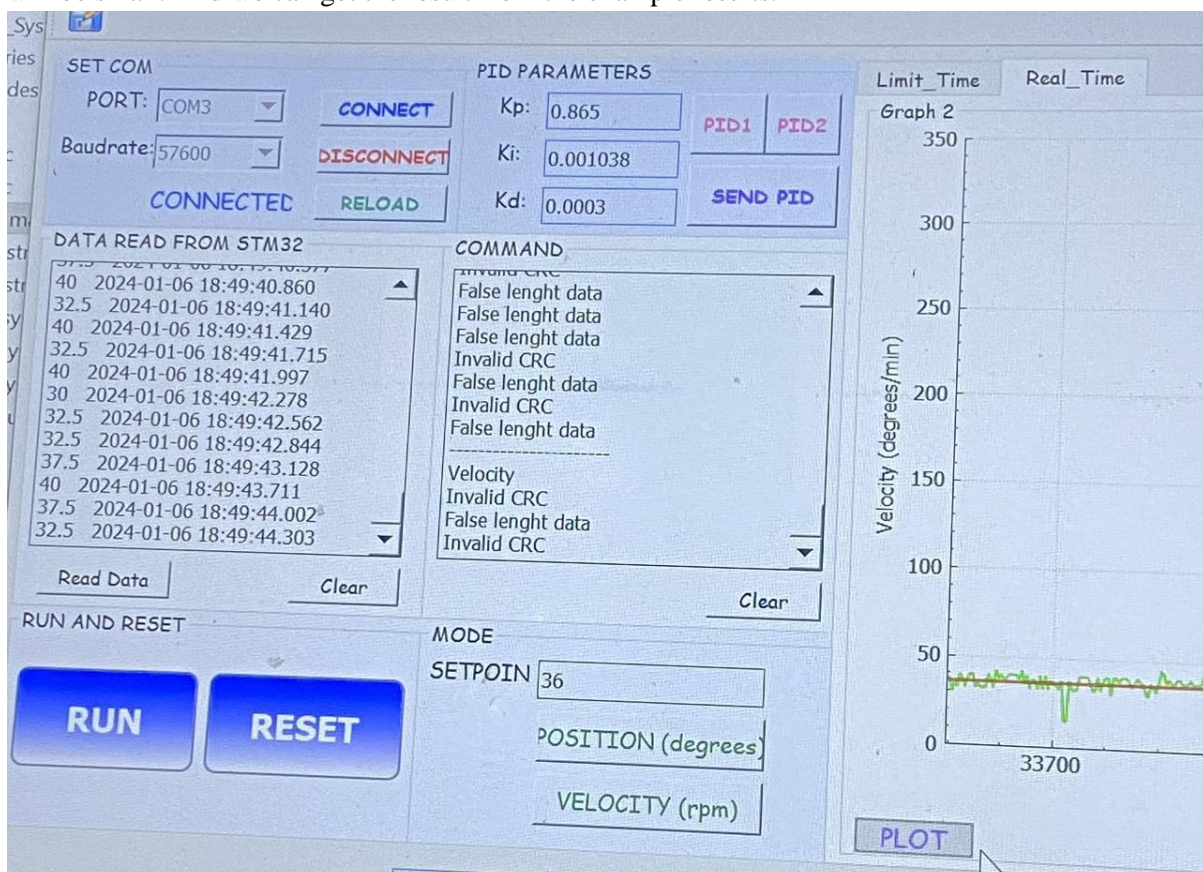 _Sys
ries
des
SET COM
PORT: COM3
CONNECT
Baudrate: 57600
DISCONNECT
CONNECTED
RELOAD
PID PARAMETERS
Kp: 0.865
PID1 PID2
Ki: 0.001038
Kd: 0.0003
SEND PID
DATA READ FROM STM32
40 2024-01-06 18:49:40.860
32.5 2024-01-06 18:49:41.140
40 2024-01-06 18:49:41.429
32.5 2024-01-06 18:49:41.715
40 2024-01-06 18:49:41.997
30 2024-01-06 18:49:42.278
32.5 2024-01-06 18:49:42.562
32.5 2024-01-06 18:49:42.844
37.5 2024-01-06 18:49:43.128
40 2024-01-06 18:49:43.711
37.5 2024-01-06 18:49:44.002
32.5 2024-01-06 18:49:44.303
Read Data
Clear
COMMAND
Invalid CRC
False lenght data
False lenght data
False lenght data
Invalid CRC
False lenght data
Invalid CRC
False lenght data
--------------------
Velocity
Invalid CRC
False lenght data
Invalid CRC
Clear
RUN AND RESET
RUN
RESET
MODE
SETPOIN 36
POSITION (degrees)
VELOCITY (rpm)
Limit_Time
Real_Time
Graph 2
Velocity (degrees/min)
350
300
250
200
150
100
50
0
33700
PLOT